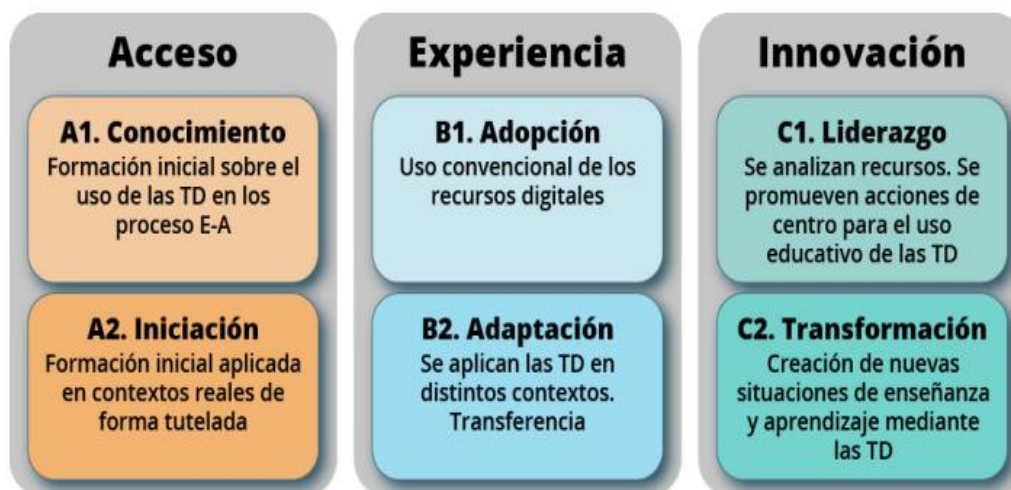 Acceso
A1. Conocimiento
Formación inicial sobre el
uso de las TD en los
proceso E-A
A2. Iniciación
Formación inicial aplicada
en contextos reales de
forma tutelada
Experiencia
B1. Adopción
Uso convencional de los
recursos digitales
B2. Adaptación
Se aplican las TD en
distintos contextos.
Transferencia
Innovación
C1. Liderazgo
Se analizan recursos. Se
promueven acciones de
centro para el uso
educativo de las TD
C2. Transformación
Creación de nuevas
situaciones de enseñanza
y aprendizaje mediante
las TD